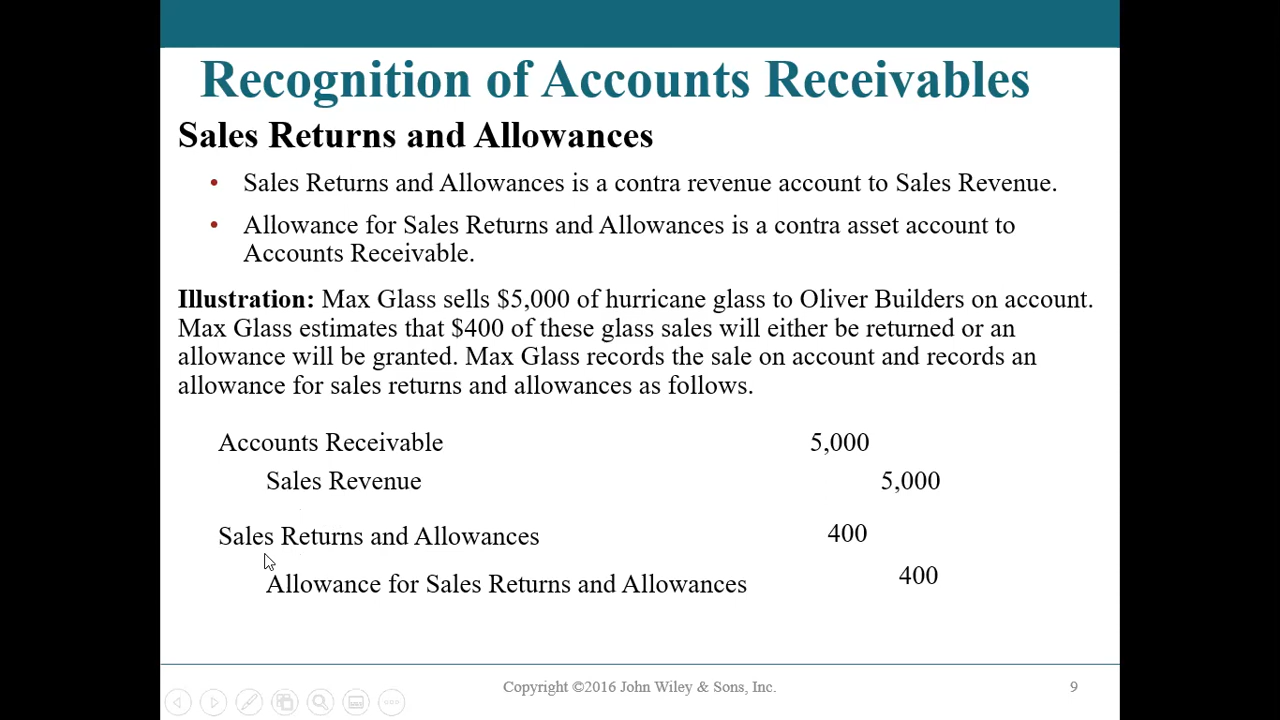 Recognition of Accounts Receivables
Sales Returns and Allowances
• Sales Returns and Allowances is a contra revenue account to Sales Revenue.
• Allowance for Sales Returns and Allowances is a contra asset account to
Accounts Receivable.
Illustration: Max Glass sells $5,000 of hurricane glass to Oliver Builders on account.
Max Glass estimates that $400 of these glass sales will either be returned or an
allowance will be granted. Max Glass records the sale on account and records an
allowance for sales returns and allowances as follows.
Accounts Receivable 5,000
Sales Revenue 5,000
Sales Returns and Allowances 400
Allowance for Sales Returns and Allowances 400
Copyright ©2016 John Wiley & Sons, Inc. 9